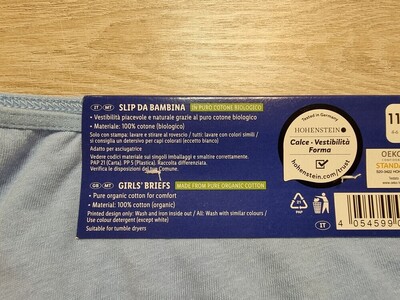 IT MT SLIP DA BAMBINA IN PURO COTONE BIOLOGICO
• Vestibilità piacevole e naturale grazie al puro cotone biologico
• Materiale: 100% cotone (biologico)
Solo con stampa: lavare e stirare al rovescio / tutti: lavare con colori simili /
si consiglia un detersivo per capi colorati (eccetto bianco)
Adatto per asciugatrice
Vedere codici materiale sui singoli imballaggi e smaltire correttamente.
PAP 21 (Carta). PP 5 (Plastica). Raccolta differenziata.
Verifica le disposizioni del tuo Comune.
GB MT GIRLS' BRIEFS MADE FROM PURE ORGANIC COTTON
• Pure organic cotton for comfort
• Material: 100% cotton (organic)
Printed design only: Wash and iron inside out / All: Wash with similar colours /
Use colour detergent (except white)
Suitable for tumble dryers
Tested in Germany
HOHENSTEIN
Calce - Vestibilità
Forma
hohenstein.com/trust
11
OEKO
STANDA
21
PAP
IT
4 054599 0